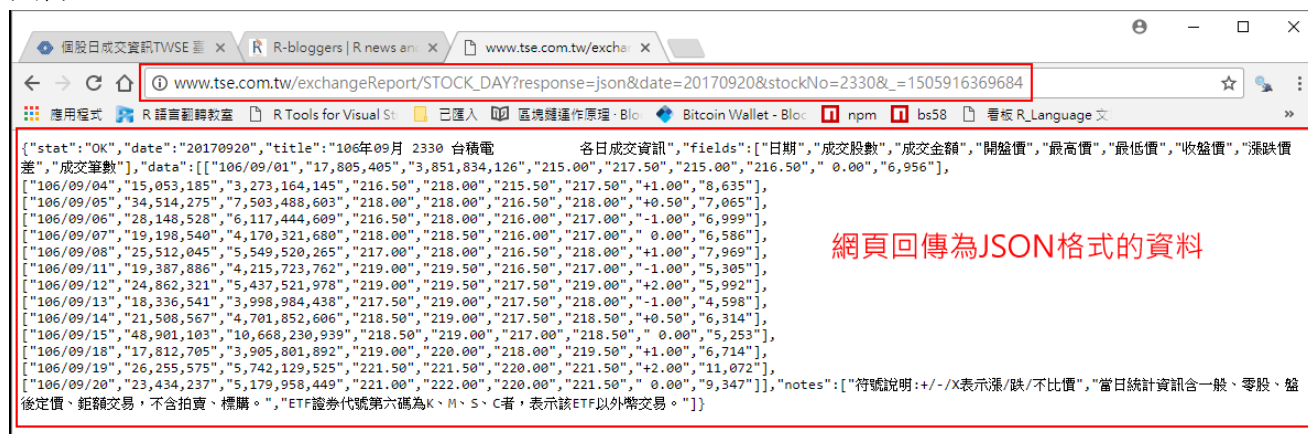 個股日成交資訊TWSE 臺
R-bloggers | R news an
www.tse.com.tw/exchar
www.tse.com.tw/exchangeReport/STOCK_DAY?response=json&date=20170920&stockNo=2330&_=1505916369684
應用程式 R 語言翻轉教室 R Tools for Visual St 已匯入 區塊鏈運作原理 - Blo Bitcoin Wallet - Bloc npm bs58 看板 R_Language 文 »
{"stat":"OK","date":"20170920","title":"106年09月 2330 台積電 各日成交資訊","fields":["日期","成交股數","成交金額","開盤價","最高價","最低價","收盤價","漲跌價
差","成交筆數"],"data":[["106/09/01","17,805,405","3,851,834,126","215.00","217.50","215.00","216.50"," 0.00","6,956"],
["106/09/04","15,053,185","3,273,164,145","216.50","218.00","215.50","217.50","+1.00","8,635"],
["106/09/05","34,514,275","7,503,488,603","218.00","218.00","216.50","218.00","+0.50","7,065"],
["106/09/06","28,148,528","6,117,444,609","216.50","218.00","216.00","217.00","-1.00","6,999"],
["106/09/07","19,198,540","4,170,321,680","218.00","218.50","216.00","217.00"," 0.00","6,586"],
["106/09/08","25,512,045","5,549,520,265","217.00","218.00","217.00","218.00","+1.00","7,969"],
["106/09/11","19,387,886","4,215,723,762","219.00","219.50","216.50","217.00","-1.00","5,305"],
["106/09/12","24,862,321","5,437,521,978","219.00","219.50","217.50","219.00","+2.00","5,992"],
["106/09/13","18,336,541","3,998,984,438","217.50","219.00","217.50","218.00","-1.00","4,598"],
["106/09/14","21,508,567","4,701,852,606","218.50","219.50","217.50","218.50","+0.50","6,314"],
["106/09/15","48,901,103","10,668,230,939","218.50","219.00","217.00","218.50"," 0.00","5,253"],
["106/09/18","17,812,705","3,905,801,892","219.00","220.00","218.00","219.50","+1.00","6,714"],
["106/09/19","26,255,575","5,742,129,525","221.50","221.50","220.00","221.50","+2.00","11,072"],
["106/09/20","23,434,237","5,179,958,449","221.00","222.00","220.00","221.50"," 0.00","9,347"]],"notes":["符號說明:+/-/X表示漲/跌/不比價","當日統計資訊含一般、零股、盤
後定價、鉅額交易，不含拍賣、標購。","ETF證券代號第六碼為K、M、S、C者，表示該ETF以外幣交易。"]}
網頁回傳為JSON格式的資料